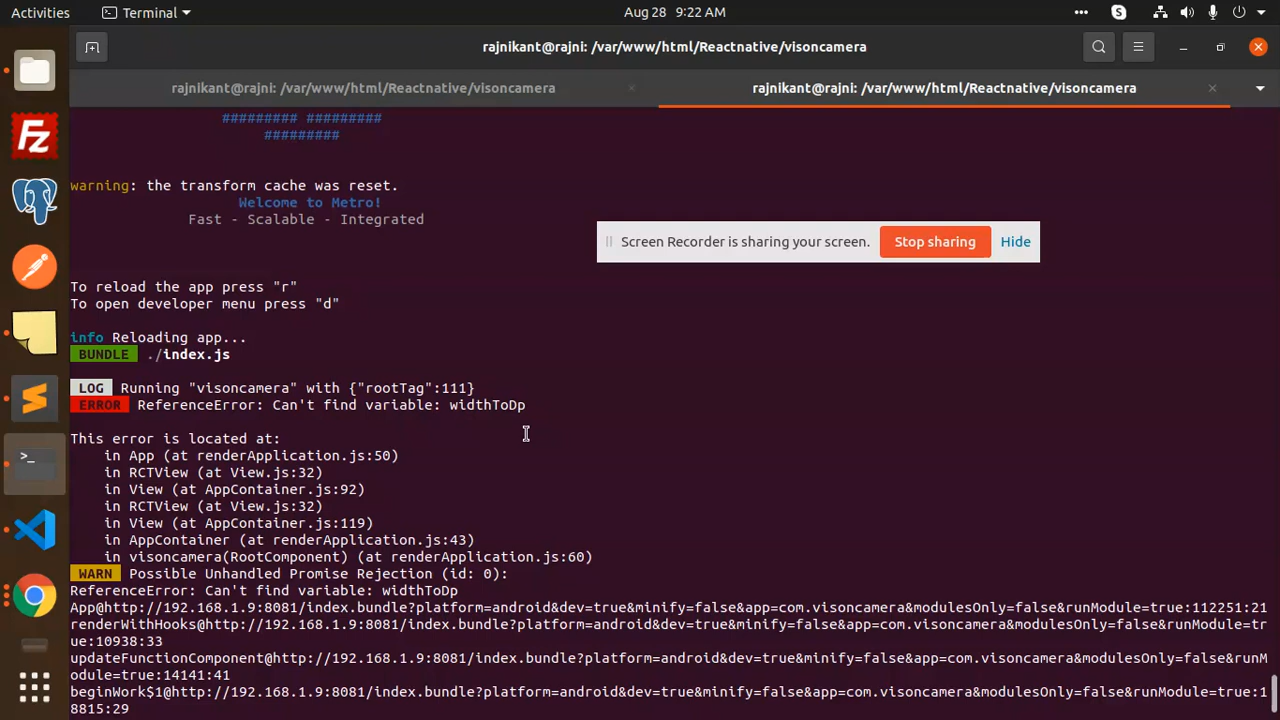 Activities
Terminal
Aug 28 9:22 AM
rajnikant@rajni: /var/www/html/Reactnative/visoncamera
rajnikant@rajni: /var/www/html/Reactnative/visoncamera
rajnikant@rajni: /var/www/html/Reactnative/visoncamera
######### #########
#########
warning: the transform cache was reset.
Welcome to Metro!
Fast - Scalable - Integrated
Screen Recorder is sharing your screen.
Stop sharing
Hide
To reload the app press "r"
To open developer menu press "d"
info Reloading app...
BUNDLE ./index.js
LOG Running "visoncamera" with {"rootTag":111}
ERROR ReferenceError: Can't find variable: widthToDp
This error is located at:
in App (at renderApplication.js:50)
in RCTView (at View.js:32)
in View (at AppContainer.js:92)
in RCTView (at View.js:32)
in View (at AppContainer.js:119)
in AppContainer (at renderApplication.js:43)
in visoncamera(RootComponent) (at renderApplication.js:60)
WARN Possible Unhandled Promise Rejection (id: 0):
ReferenceError: Can't find variable: widthToDp
App@http://192.168.1.9:8081/index.bundle?platform=android&dev=true&minify=false&app=com.visoncamera&modulesOnly=false&runModule=true:112251:21
renderWithHooks@http://192.168.1.9:8081/index.bundle?platform=android&dev=true&minify=false&app=com.visoncamera&modulesOnly=false&runModule=tr
ue:10938:33
updateFunctionComponent@http://192.168.1.9:8081/index.bundle?platform=android&dev=true&minify=false&app=com.visoncamera&modulesOnly=false&runM
odule=true:14141:41
beginWork$1@http://192.168.1.9:8081/index.bundle?platform=android&dev=true&minify=false&app=com.visoncamera&modulesOnly=false&runModule=true:1
8815:29